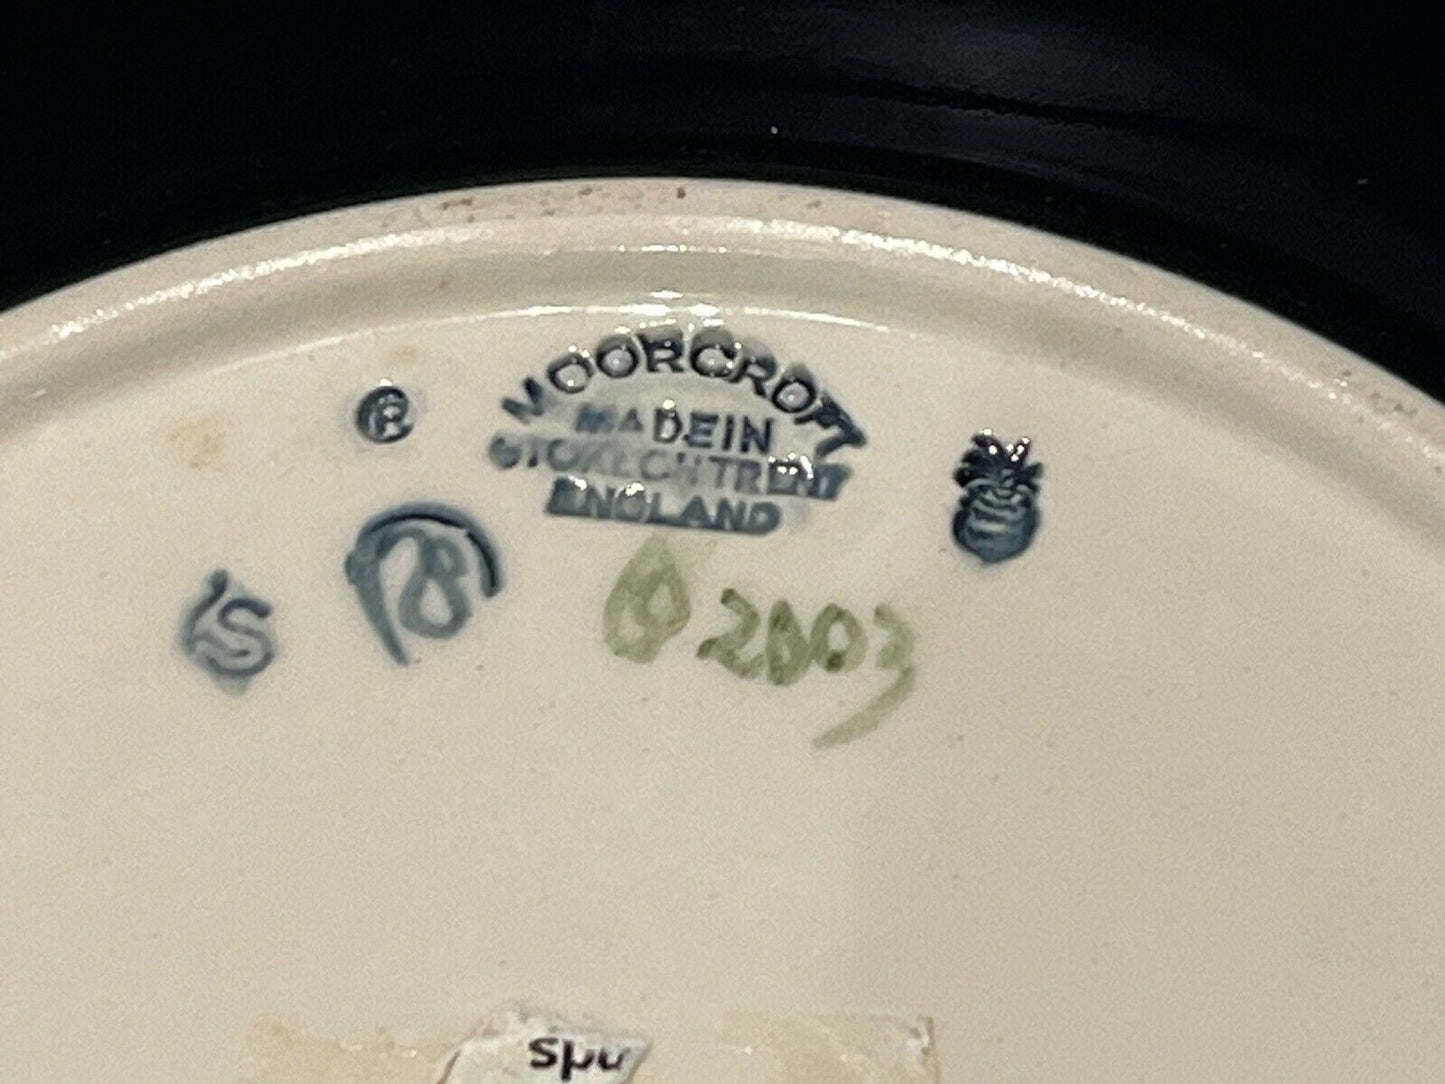 ®
MOORCROFT
MADE IN
STOKE ON TRENT
ENGLAND
S
2003